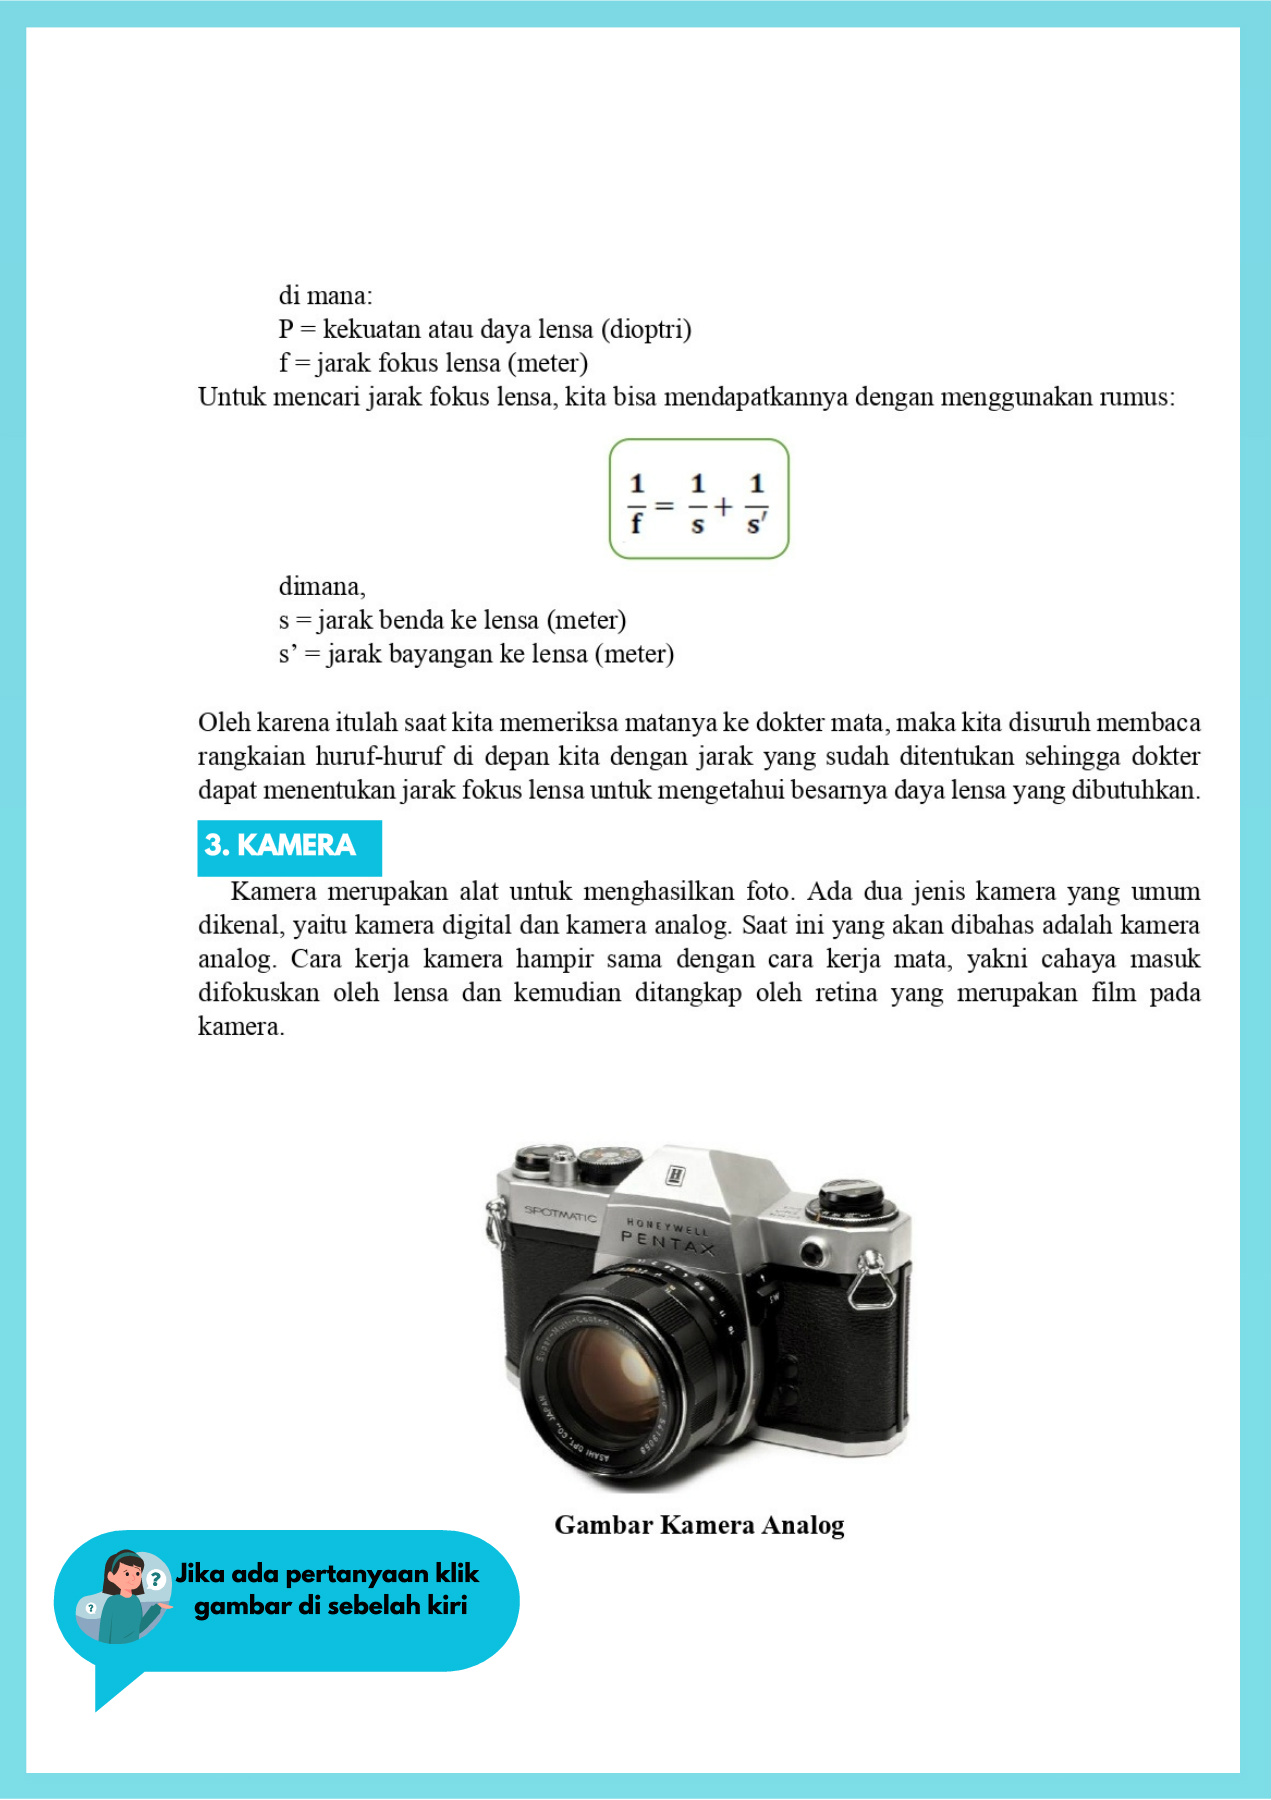 di mana:
P = kekuatan atau daya lensa (dioptri)
f = jarak fokus lensa (meter)
Untuk mencari jarak fokus lensa, kita bisa mendapatkannya dengan menggunakan rumus:
1/f = 1/s + 1/s′
dimana,
s = jarak benda ke lensa (meter)
s’ = jarak bayangan ke lensa (meter)
Oleh karena itulah saat kita memeriksa matanya ke dokter mata, maka kita disuruh membaca
rangkaian huruf-huruf di depan kita dengan jarak yang sudah ditentukan sehingga dokter
dapat menentukan jarak fokus lensa untuk mengetahui besarnya daya lensa yang dibutuhkan.
3. KAMERA
Kamera merupakan alat untuk menghasilkan foto. Ada dua jenis kamera yang umum
dikenal, yaitu kamera digital dan kamera analog. Saat ini yang akan dibahas adalah kamera
analog. Cara kerja kamera hampir sama dengan cara kerja mata, yakni cahaya masuk
difokuskan oleh lensa dan kemudian ditangkap oleh retina yang merupakan film pada
kamera.
H
SPOTMATIC
HONEYWELL
PENTAX
ASAHI OPT. CO., JAPAN
Gambar Kamera Analog
Jika ada pertanyaan klik
gambar di sebelah kiri
?
?